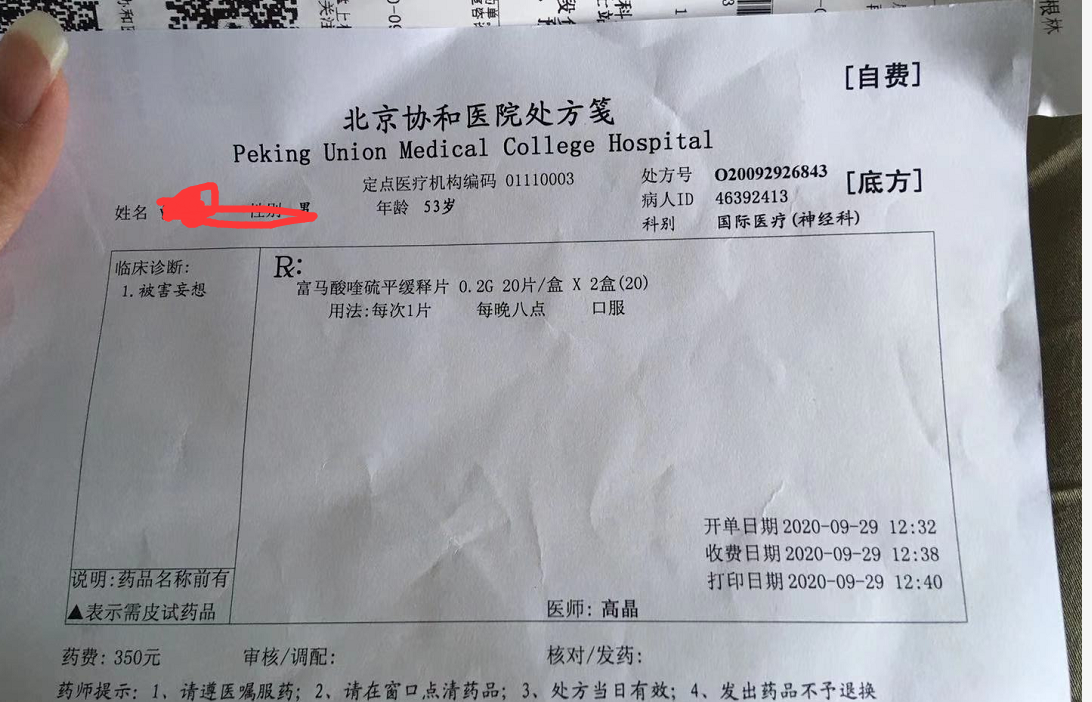 [自费]
北京协和医院处方笺
Peking Union Medical College Hospital
定点医疗机构编码 01110003
处方号 O20092926843
[底方]
姓名 性别 男 年龄 53岁
病人ID 46392413
科别 国际医疗(神经科)
临床诊断:
1.被害妄想
R:
富马酸喹硫平缓释片 0.2G 20片/盒 X 2盒(20)
用法:每次1片 每晚八点 口服
开单日期 2020-09-29 12:32
收费日期 2020-09-29 12:38
打印日期 2020-09-29 12:40
说明:药品名称前有
▲表示需皮试药品
医师: 高晶
药费: 350元 审核/调配: 核对/发药:
药师提示: 1、请遵医嘱服药; 2、请在窗口点清药品; 3、处方当日有效; 4、发出药品不予退换